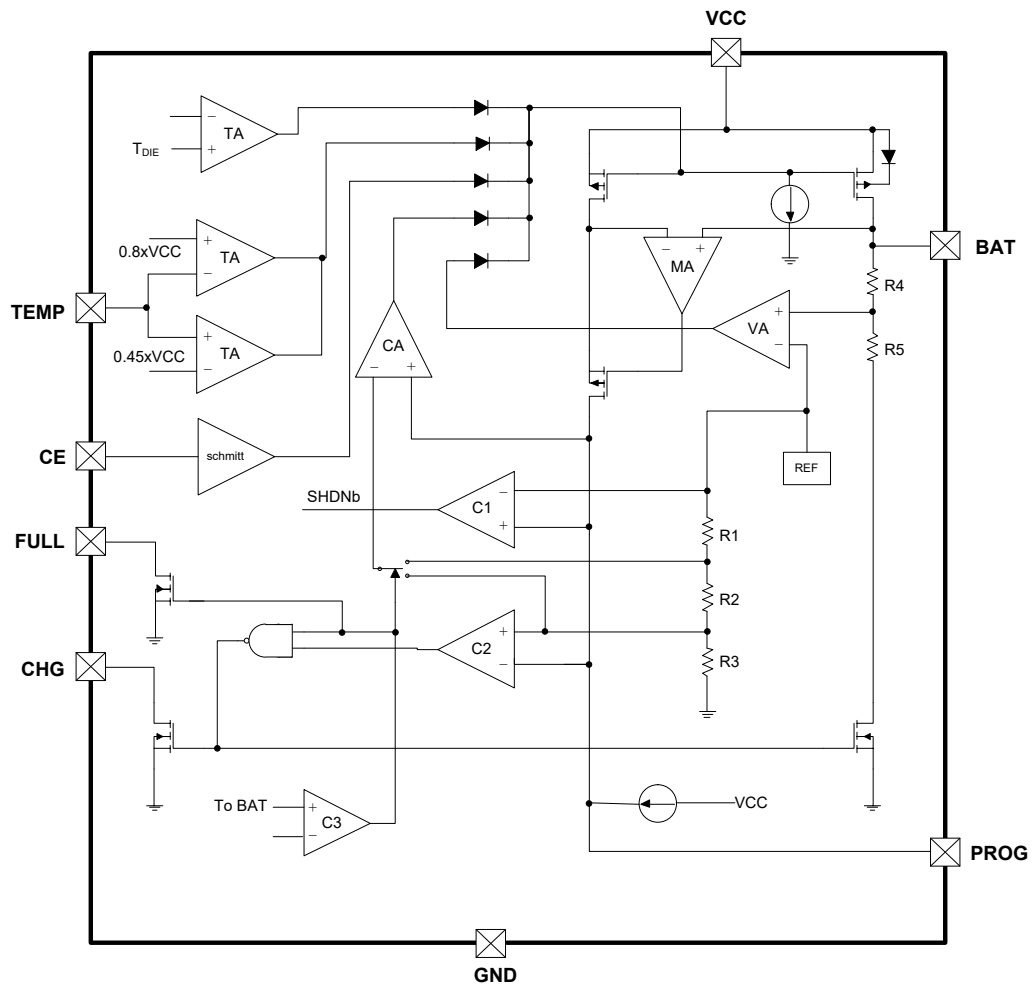 VCC
TA
−
+
TDIE
0.8xVCC
+
−
TA
TEMP
0.45xVCC
+
−
TA
−
+
MA
BAT
R4
CA
−
+
VA
+
−
R5
CE
schmitt
REF
SHDNb
C1
−
+
R1
FULL
R2
C2
+
−
R3
CHG
To BAT
+
−
C3
VCC
PROG
GND